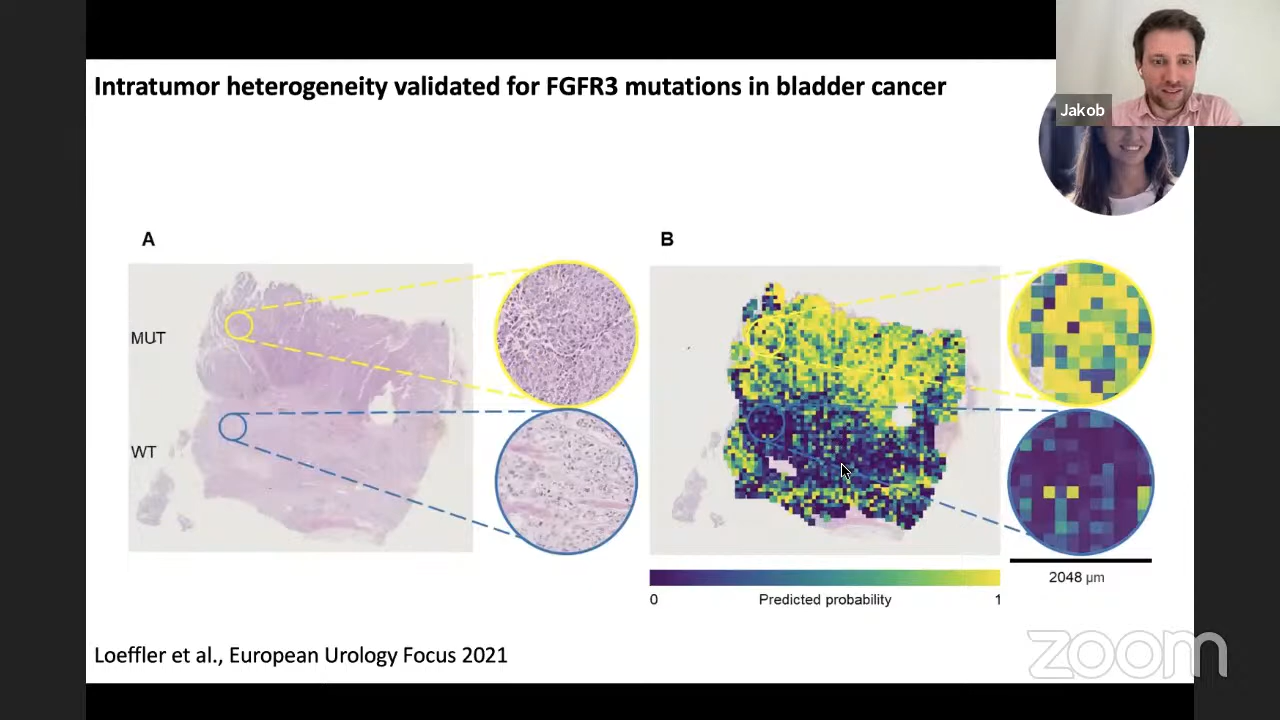 Intratumor heterogeneity validated for FGFR3 mutations in bladder cancer
Jakob
A
B
MUT
WT
2048 µm
0
Predicted probability
1
Loeffler et al., European Urology Focus 2021
zoom